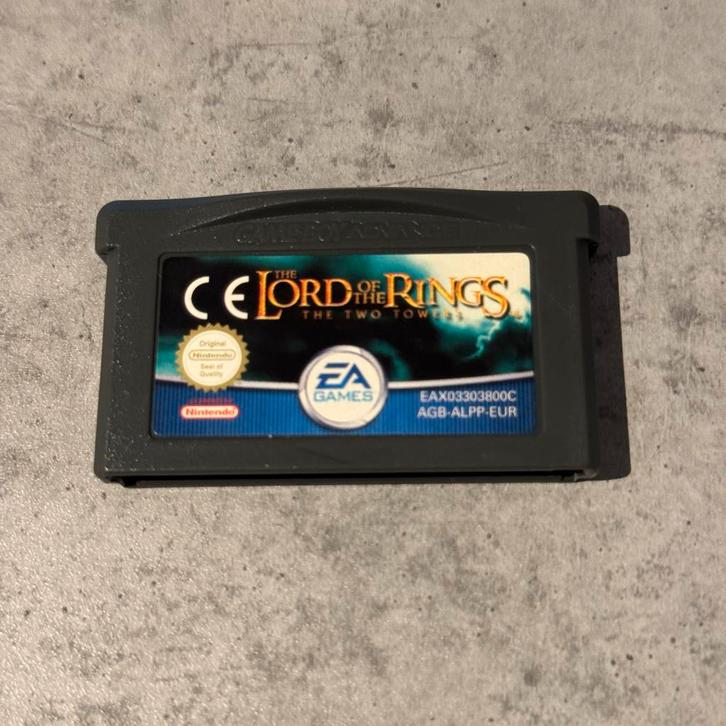 GAME BOY ADVANCE
CE
THE
LORD OF THE RINGS
THE TWO TOWERS
Original
Nintendo
Seal of
Quality
Nintendo
EA
GAMES
EAX03303800C
AGB-ALPP-EUR